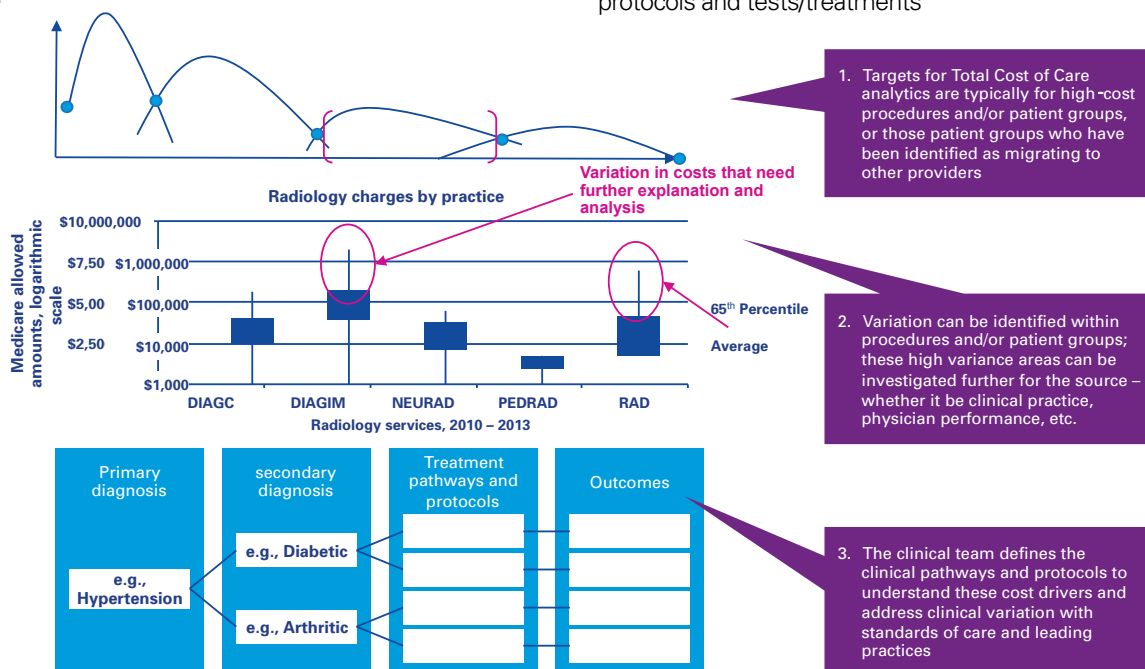 protocols and tests/treatments
1. Targets for Total Cost of Care
analytics are typically for high-cost
procedures and/or patient groups,
or those patient groups who have
been identified as migrating to
other providers
Variation in costs that need
further explanation and
analysis
Radiology charges by practice
Medicare allowed
amounts, logarithmic
scale
$10,000,000
$7,50 $1,000,000
$5,00 $100,000
$2,50 $10,000
$1,000
65th Percentile
Average
DIAGC DIAGIM NEURAD PEDRAD RAD
Radiology services, 2010 – 2013
2. Variation can be identified within
procedures and/or patient groups;
these high variance areas can be
investigated further for the source –
whether it be clinical practice,
physician performance, etc.
Primary
diagnosis
e.g.,
Hypertension
secondary
diagnosis
e.g., Diabetic
e.g., Arthritic
Treatment
pathways and
protocols
Outcomes
3. The clinical team defines the
clinical pathways and protocols to
understand these cost drivers and
address clinical variation with
standards of care and leading
practices